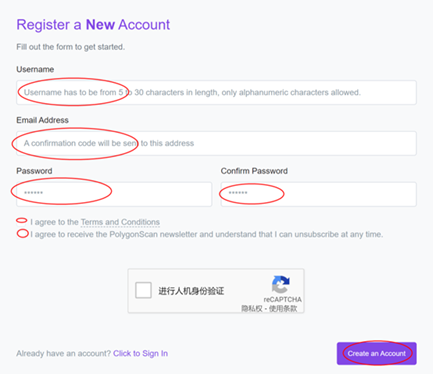 Register a New Account
Fill out the form to get started.
Username
Username has to be from 5 to 30 characters in length, only alphanumeric characters allowed.
Email Address
A confirmation code will be sent to this address
Password
Confirm Password
••••••
••••••
I agree to the Terms and Conditions
I agree to receive the PolygonScan newsletter and understand that I can unsubscribe at any time.
进行人机身份验证
reCAPTCHA
隐私权 - 使用条款
Already have an account? Click to Sign In
Create an Account